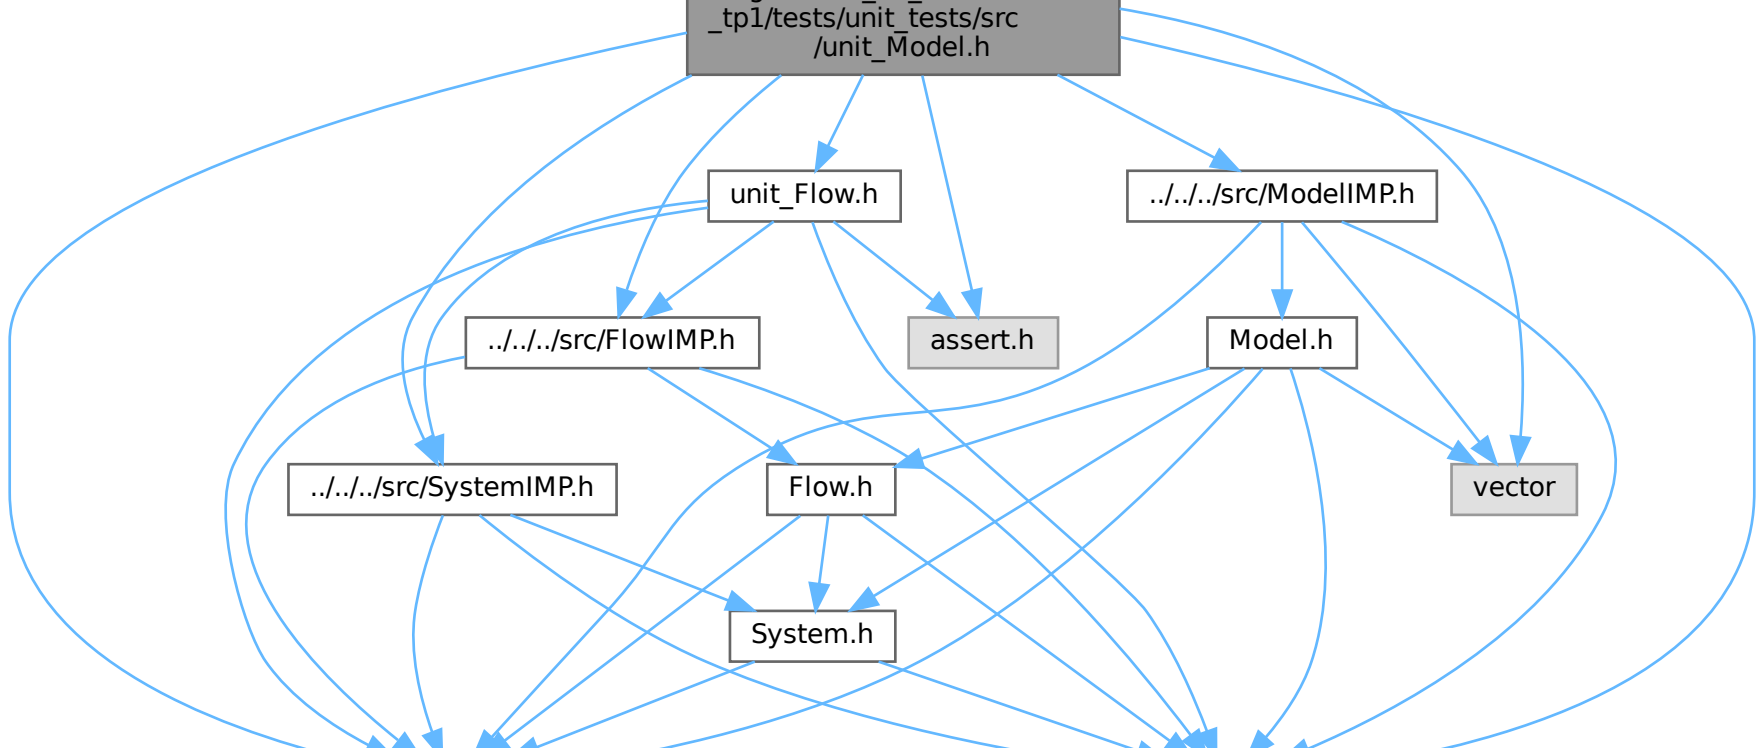 _tp1/tests/unit_tests/src
/unit_Model.h
unit_Flow.h
../../../src/ModelIMP.h
../../../src/FlowIMP.h
assert.h
Model.h
../../../src/SystemIMP.h
Flow.h
vector
System.h